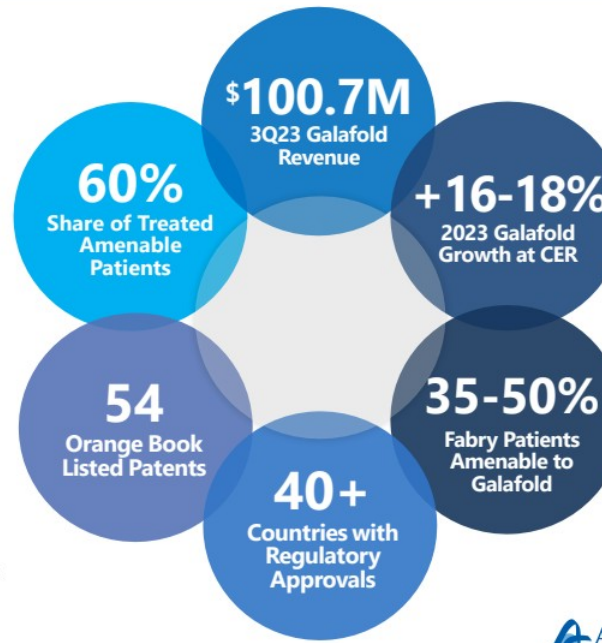 $100.7M
3Q23 Galafold
Revenue
+16-18%
2023 Galafold
Growth at CER
35-50%
Fabry Patients
Amenable to
Galafold
40+
Countries with
Regulatory
Approvals
54
Orange Book
Listed Patents
60%
Share of Treated
Amenable
Patients